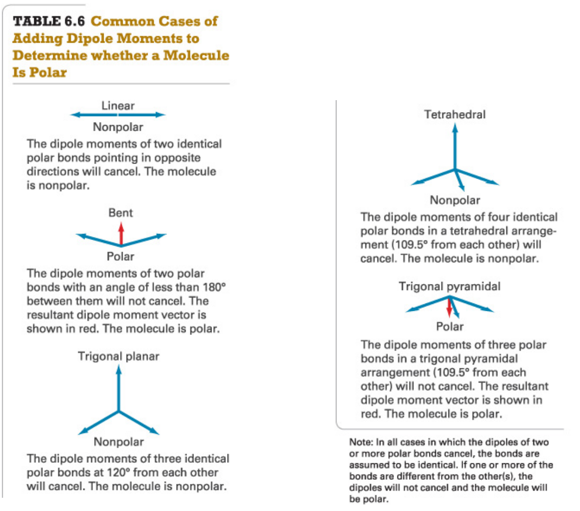 TABLE 6.6 Common Cases of
Adding Dipole Moments to
Determine whether a Molecule
Is Polar
Linear
Nonpolar
The dipole moments of two identical
polar bonds pointing in opposite
directions will cancel. The molecule
is nonpolar.
Bent
Polar
The dipole moments of two polar
bonds with an angle of less than 180°
between them will not cancel. The
resultant dipole moment vector is
shown in red. The molecule is polar.
Trigonal planar
Nonpolar
The dipole moments of three identical
polar bonds at 120° from each other
will cancel. The molecule is nonpolar.
Tetrahedral
Nonpolar
The dipole moments of four identical
polar bonds in a tetrahedral arrange-
ment (109.5° from each other) will
cancel. The molecule is nonpolar.
Trigonal pyramidal
Polar
The dipole moments of three polar
bonds in a trigonal pyramidal
arrangement (109.5° from each
other) will not cancel. The resultant
dipole moment vector is shown in
red. The molecule is polar.
Note: In all cases in which the dipoles of two
or more polar bonds cancel, the bonds are
assumed to be identical. If one or more of the
bonds are different from the other(s), the
dipoles will not cancel and the molecule will
be polar.